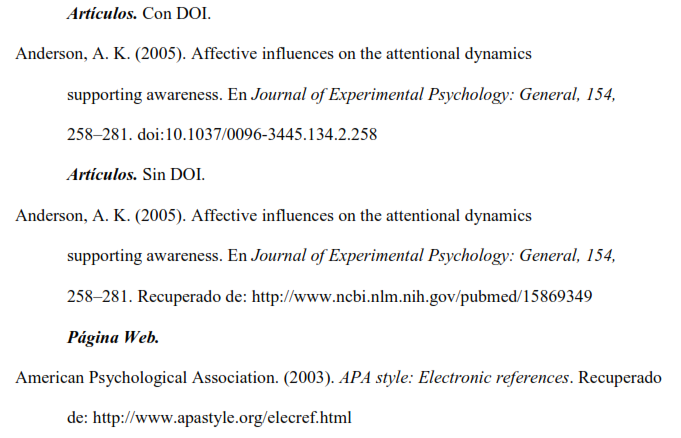 Artículos. Con DOI.
Anderson, A. K. (2005). Affective influences on the attentional dynamics
supporting awareness. En Journal of Experimental Psychology: General, 154,
258–281. doi:10.1037/0096-3445.134.2.258
Artículos. Sin DOI.
Anderson, A. K. (2005). Affective influences on the attentional dynamics
supporting awareness. En Journal of Experimental Psychology: General, 154,
258–281. Recuperado de: http://www.ncbi.nlm.nih.gov/pubmed/15869349
Página Web.
American Psychological Association. (2003). APA style: Electronic references. Recuperado
de: http://www.apastyle.org/elecref.html